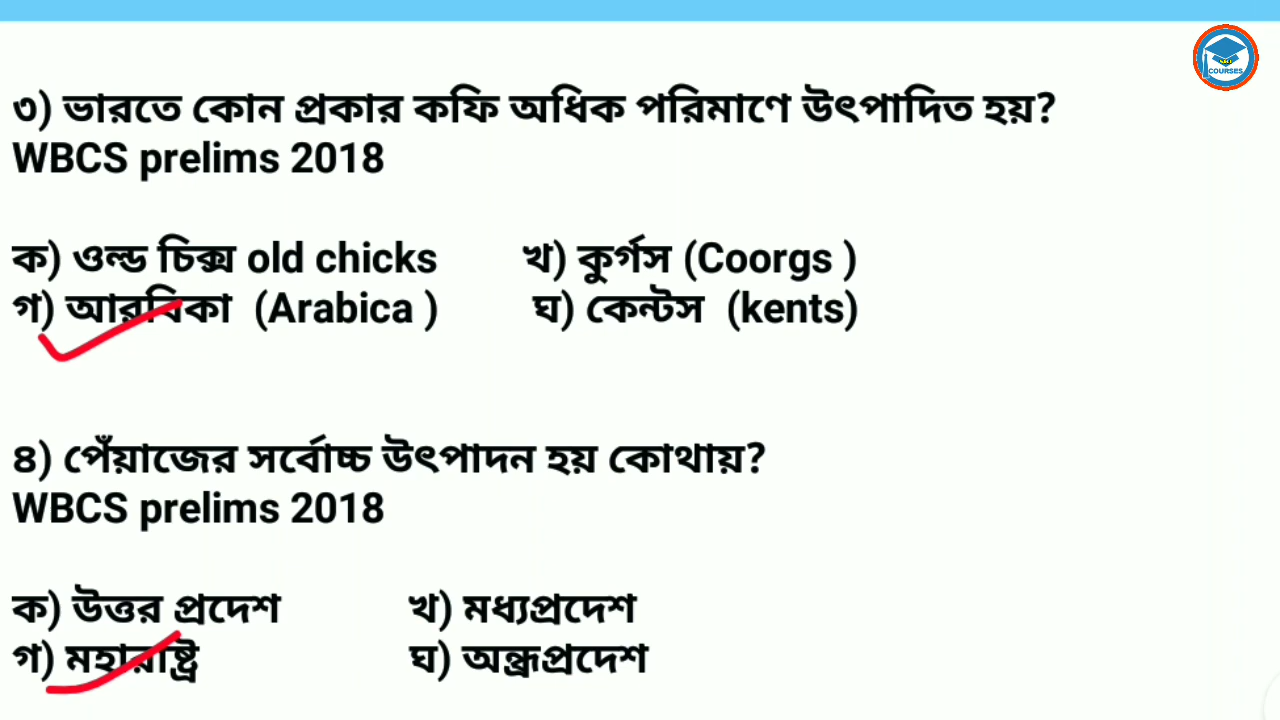 ৩) ভারতে কোন প্রকার কফি অধিক পরিমাণে উৎপাদিত হয়?
WBCS prelims 2018
ক) ওল্ড চিক্স old chicks খ) কুর্গস (Coorgs )
গ) আরবিকা (Arabica ) ঘ) কেন্টস (kents)
৪) পেঁয়াজের সর্বোচ্চ উৎপাদন হয় কোথায়?
WBCS prelims 2018
ক) উত্তর প্রদেশ খ) মধ্যপ্রদেশ
গ) মহারাষ্ট্র ঘ) অন্ধ্রপ্রদেশ
COURSES